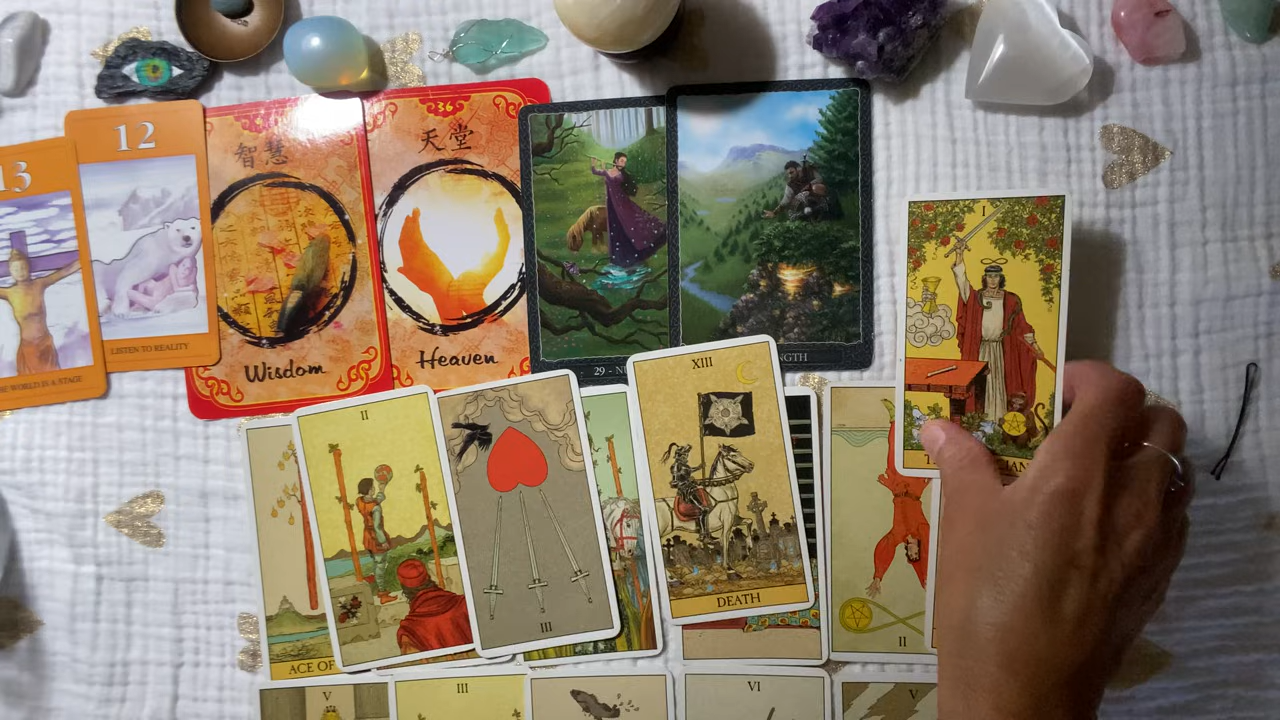 13
THE WORLD IS A STAGE
12
LISTEN TO REALITY
智慧
Wisdom
36
天堂
Heaven
29
I
ACE OF
II
III
XIII
DEATH
II
V
III
VI
V